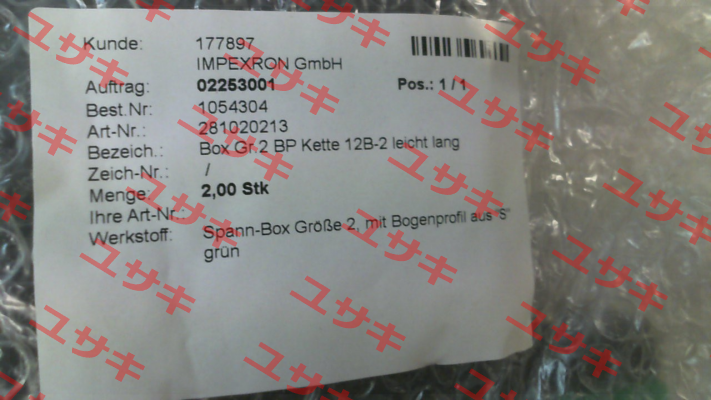 Kunde: 177897
IMPEXRON GmbH
Auftrag: 02253001 Pos.: 1 / 1
Best.Nr: 1054304
Art-Nr.: 281020213
Bezeich.: Box Gr.2 BP Kette 12B-2 leicht lang
Zeich-Nr.: /
Menge: 2,00 Stk
Ihre Art-Nr.:
Werkstoff: Spann-Box Größe 2, mit Bogenprofil aus "S"
grün
ユサキ